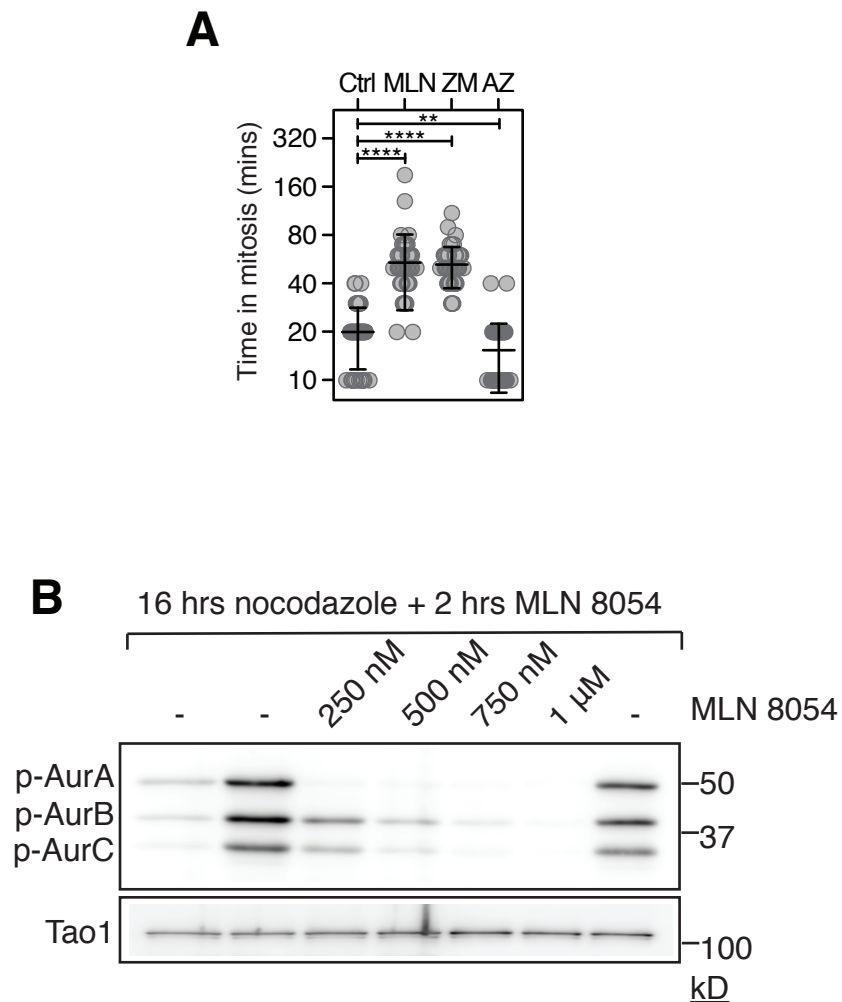 A
Ctrl MLN ZM AZ
**
****
****
Time in mitosis (mins)
320
160
80
40
20
10
B
16 hrs nocodazole + 2 hrs MLN 8054
- - 250 nM 500 nM 750 nM 1 µM - MLN 8054
p-AurA
p-AurB
p-AurC
50
37
Tao1
100
kD